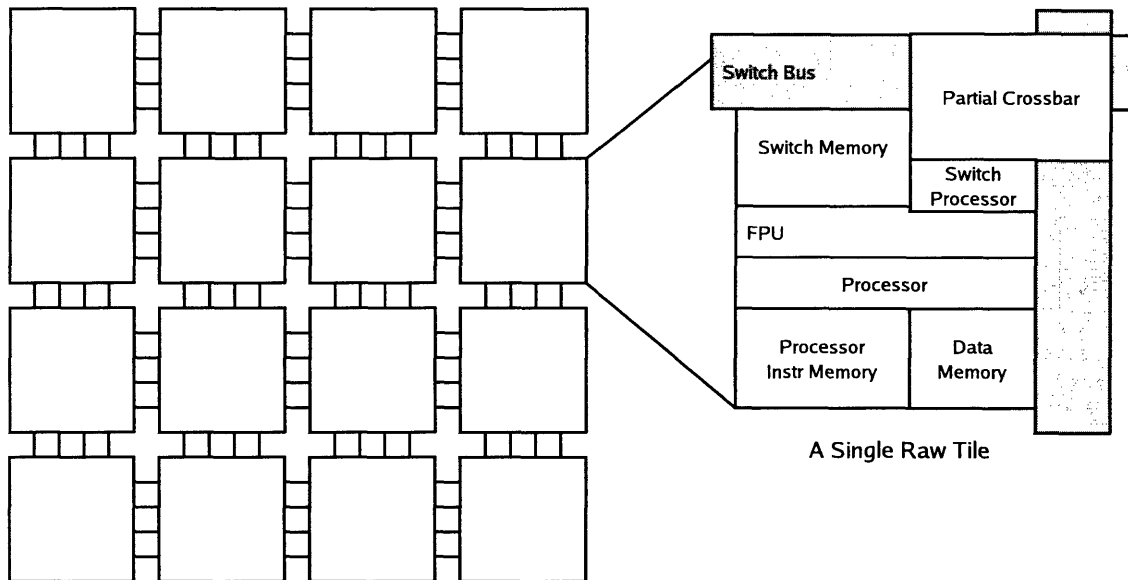 Switch Bus
Partial Crossbar
Switch Memory
Switch
Processor
FPU
Processor
Processor
Instr Memory
Data
Memory
A Single Raw Tile